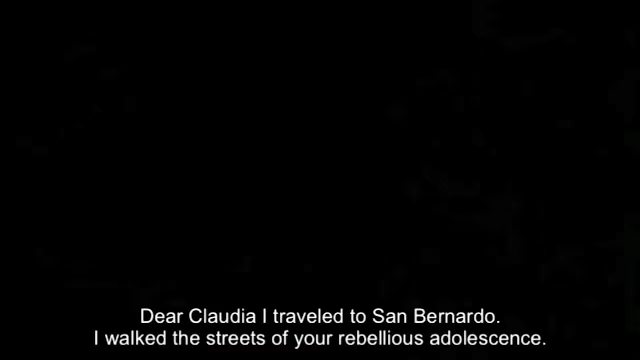 Dear Claudia I traveled to San Bernardo.
I walked the streets of your rebellious adolescence.